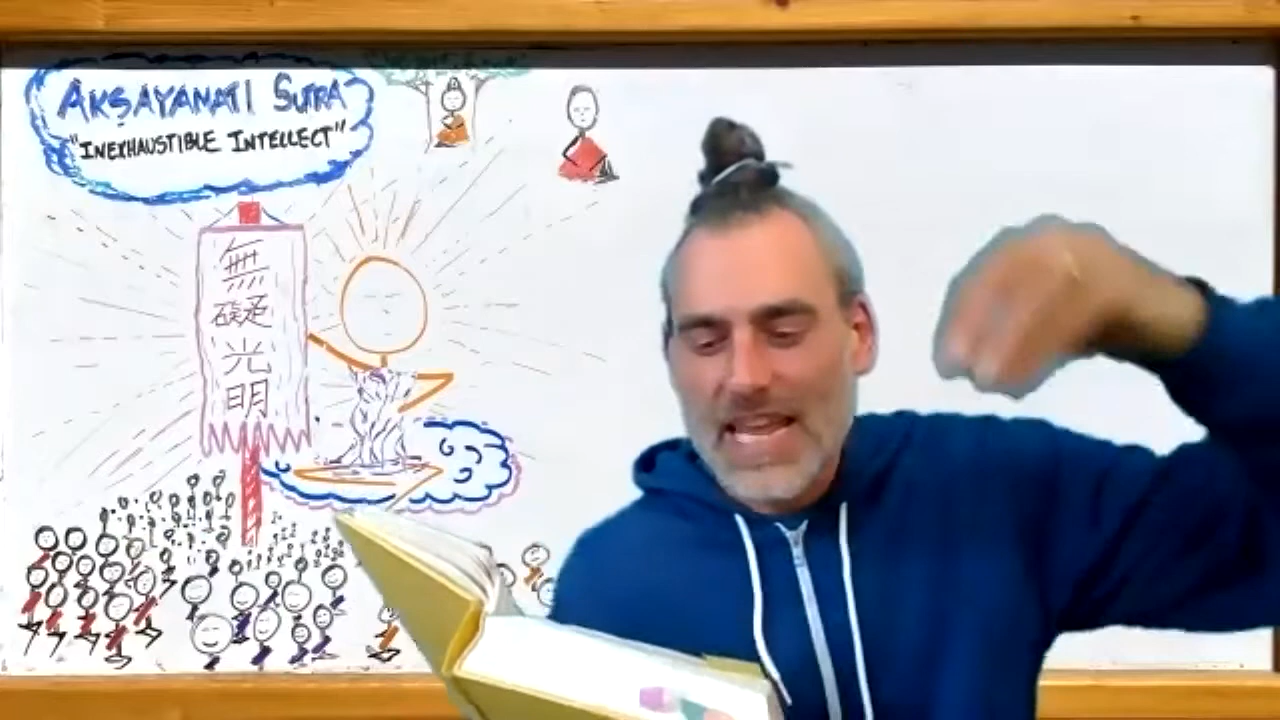 AKṢAYAMATI SUTRA
"INEXHAUSTIBLE INTELLECT"
無
礙
光
明